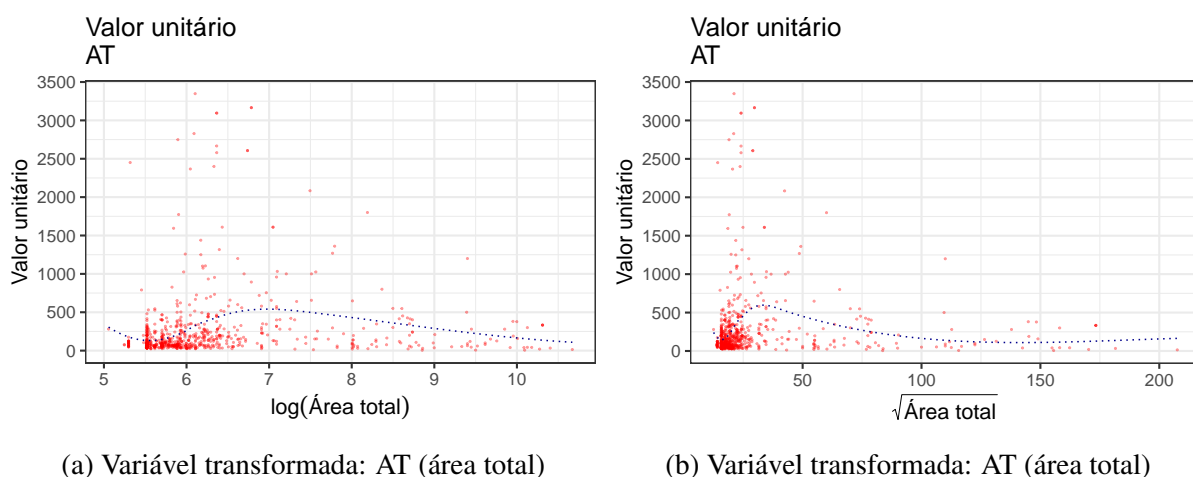 Valor unitário
AT
Valor unitário
3500
3000
2500
2000
1500
1000
500
0
5 6 7 8 9 10
log(Área total)
(a) Variável transformada: AT (área total)
Valor unitário
AT
Valor unitário
3500
3000
2500
2000
1500
1000
500
0
50 100 150 200
√Área total
(b) Variável transformada: AT (área total)